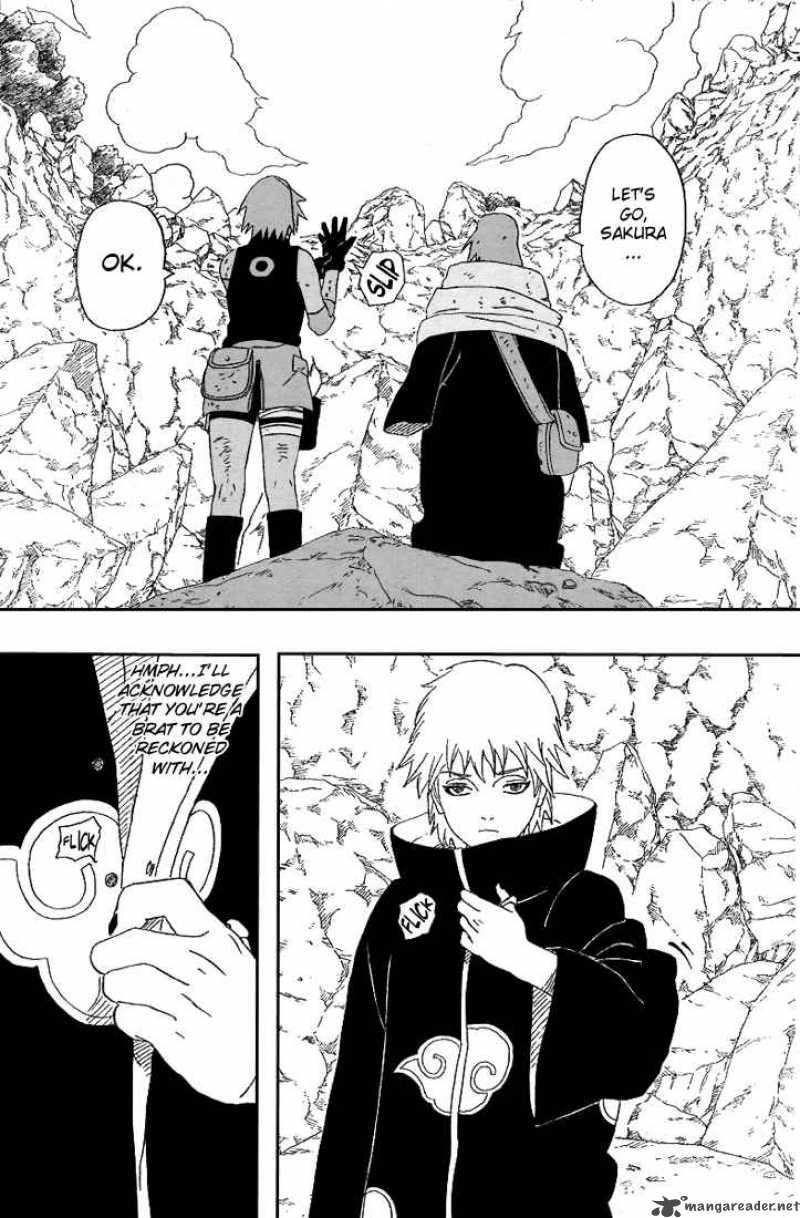 LET'S
GO,
SAKURA
...
SLIP
OK.
HMPH...I'LL
ACKNOWLEDGE
THAT YOU'RE A
BRAT TO BE
RECKONED
WITH...
FLICK
FLICK
mangareader.net